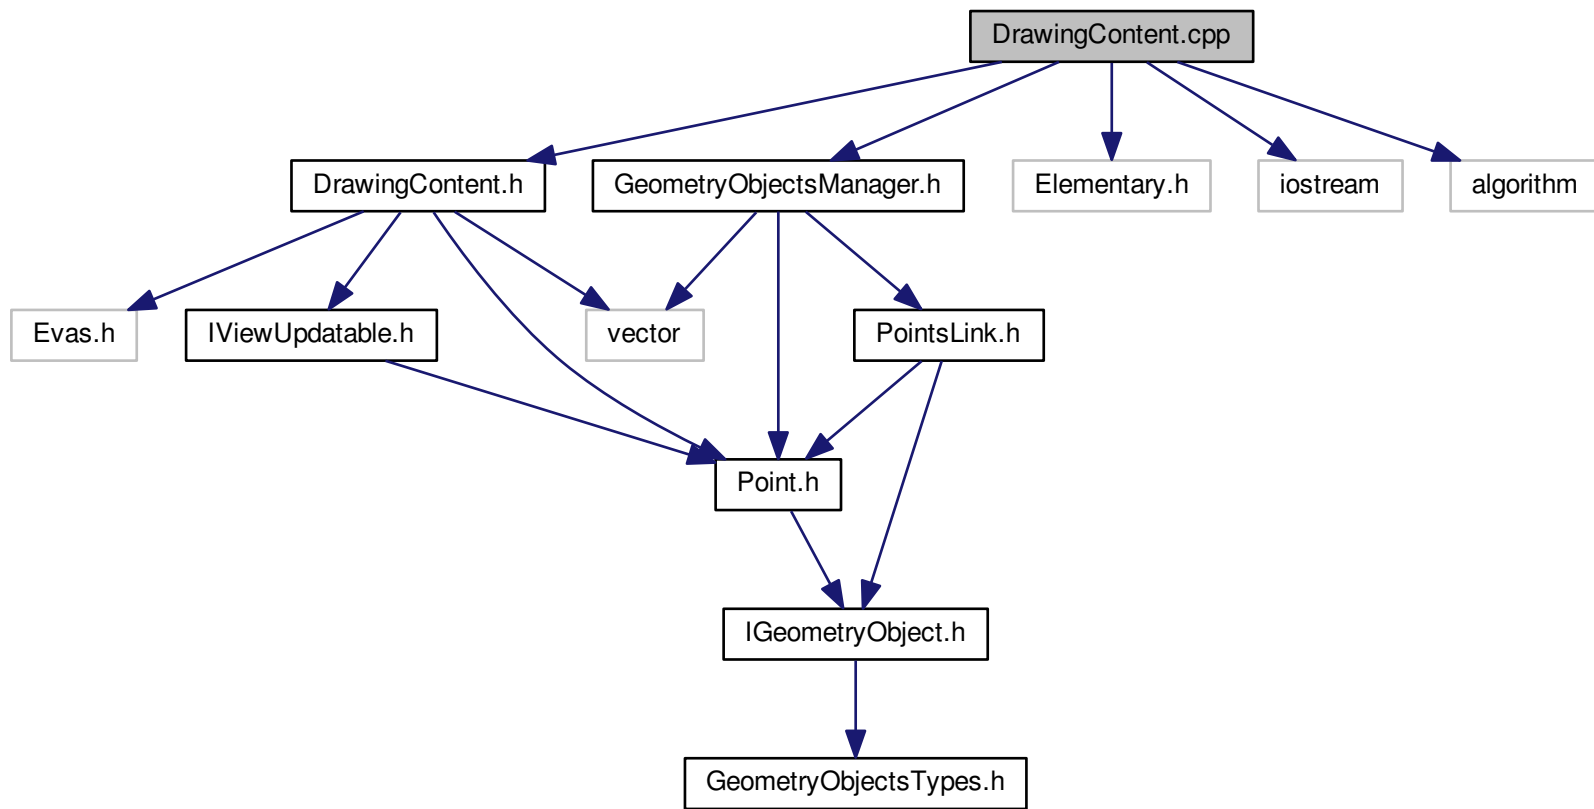 DrawingContent.cpp
DrawingContent.h
GeometryObjectsManager.h
Elementary.h
iostream
algorithm
Evas.h
IViewUpdatable.h
vector
PointsLink.h
Point.h
IGeometryObject.h
GeometryObjectsTypes.h